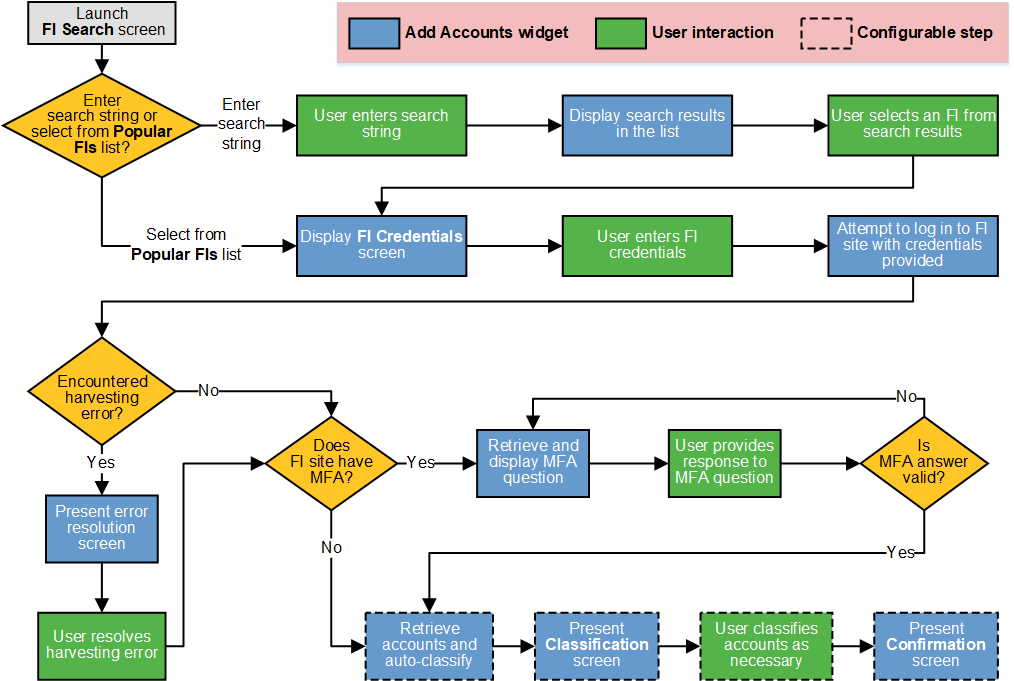 Launch
FI Search screen
Add Accounts widget
User interaction
Configurable step
Enter
search string or
select from Popular
FIs list?
Enter
search
string
User enters search
string
Display search results
in the list
User selects an FI from
search results
Select from
Popular FIs list
Display FI Credentials
screen
User enters FI
credentials
Attempt to log in to FI
site with credentials
provided
Encountered
harvesting
error?
No
Yes
Present error
resolution
screen
User resolves
harvesting error
Does
FI site have
MFA?
Yes
No
Retrieve and
display MFA
question
User provides
response to
MFA question
Is
MFA answer
valid?
No
Yes
Retrieve
accounts and
auto-classify
Present
Classification
screen
User classifies
accounts as
necessary
Present
Confirmation
screen